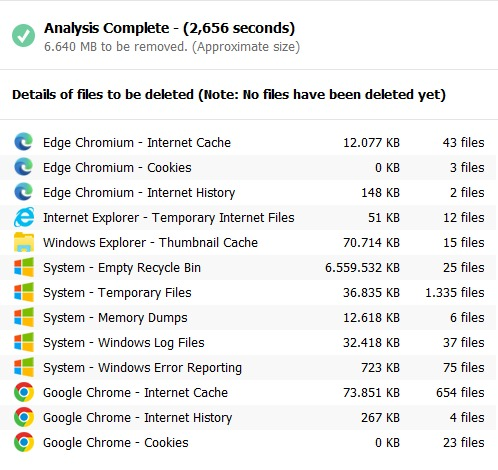 Analysis Complete - (2,656 seconds)
6.640 MB to be removed. (Approximate size)
Details of files to be deleted (Note: No files have been deleted yet)
Edge Chromium - Internet Cache 12.077 KB 43 files
Edge Chromium - Cookies 0 KB 3 files
Edge Chromium - Internet History 148 KB 2 files
Internet Explorer - Temporary Internet Files 51 KB 12 files
Windows Explorer - Thumbnail Cache 70.714 KB 15 files
System - Empty Recycle Bin 6.559.532 KB 25 files
System - Temporary Files 36.835 KB 1.335 files
System - Memory Dumps 12.618 KB 6 files
System - Windows Log Files 32.418 KB 37 files
System - Windows Error Reporting 723 KB 75 files
Google Chrome - Internet Cache 73.851 KB 654 files
Google Chrome - Internet History 267 KB 4 files
Google Chrome - Cookies 0 KB 23 files